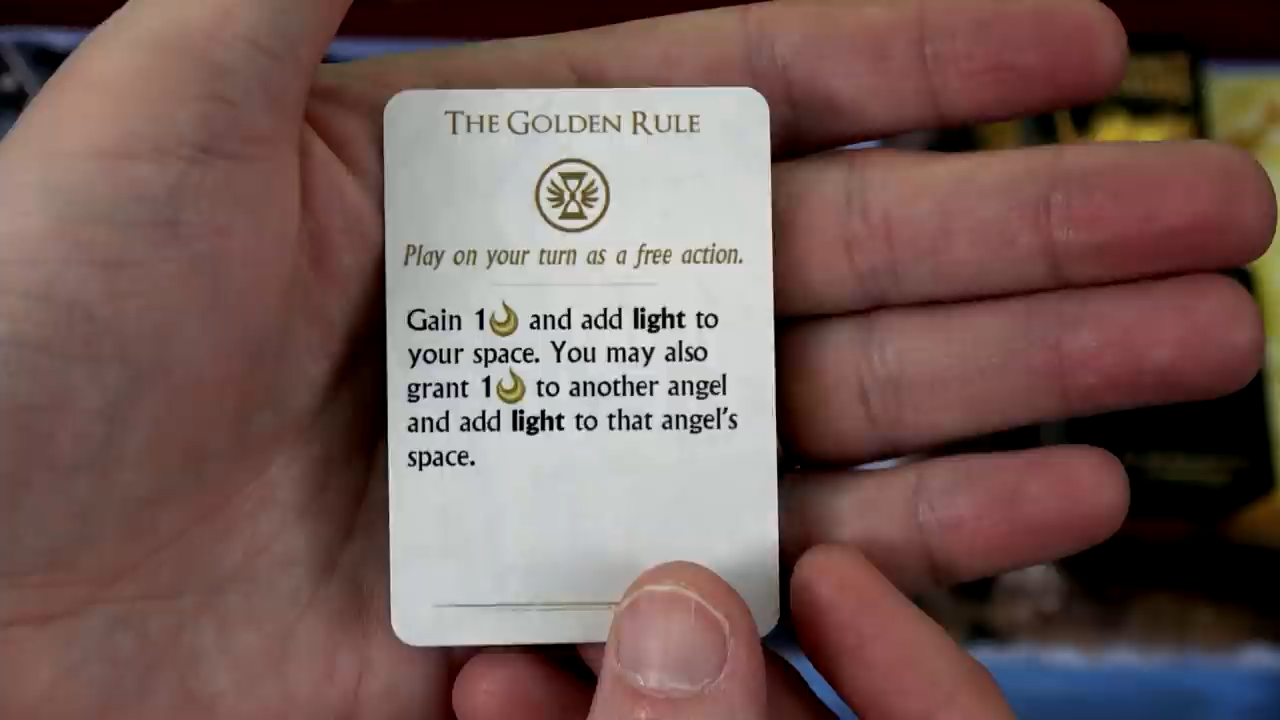 THE GOLDEN RULE
Play on your turn as a free action.
Gain 1 and add light to
your space. You may also
grant 1 to another angel
and add light to that angel's
space.